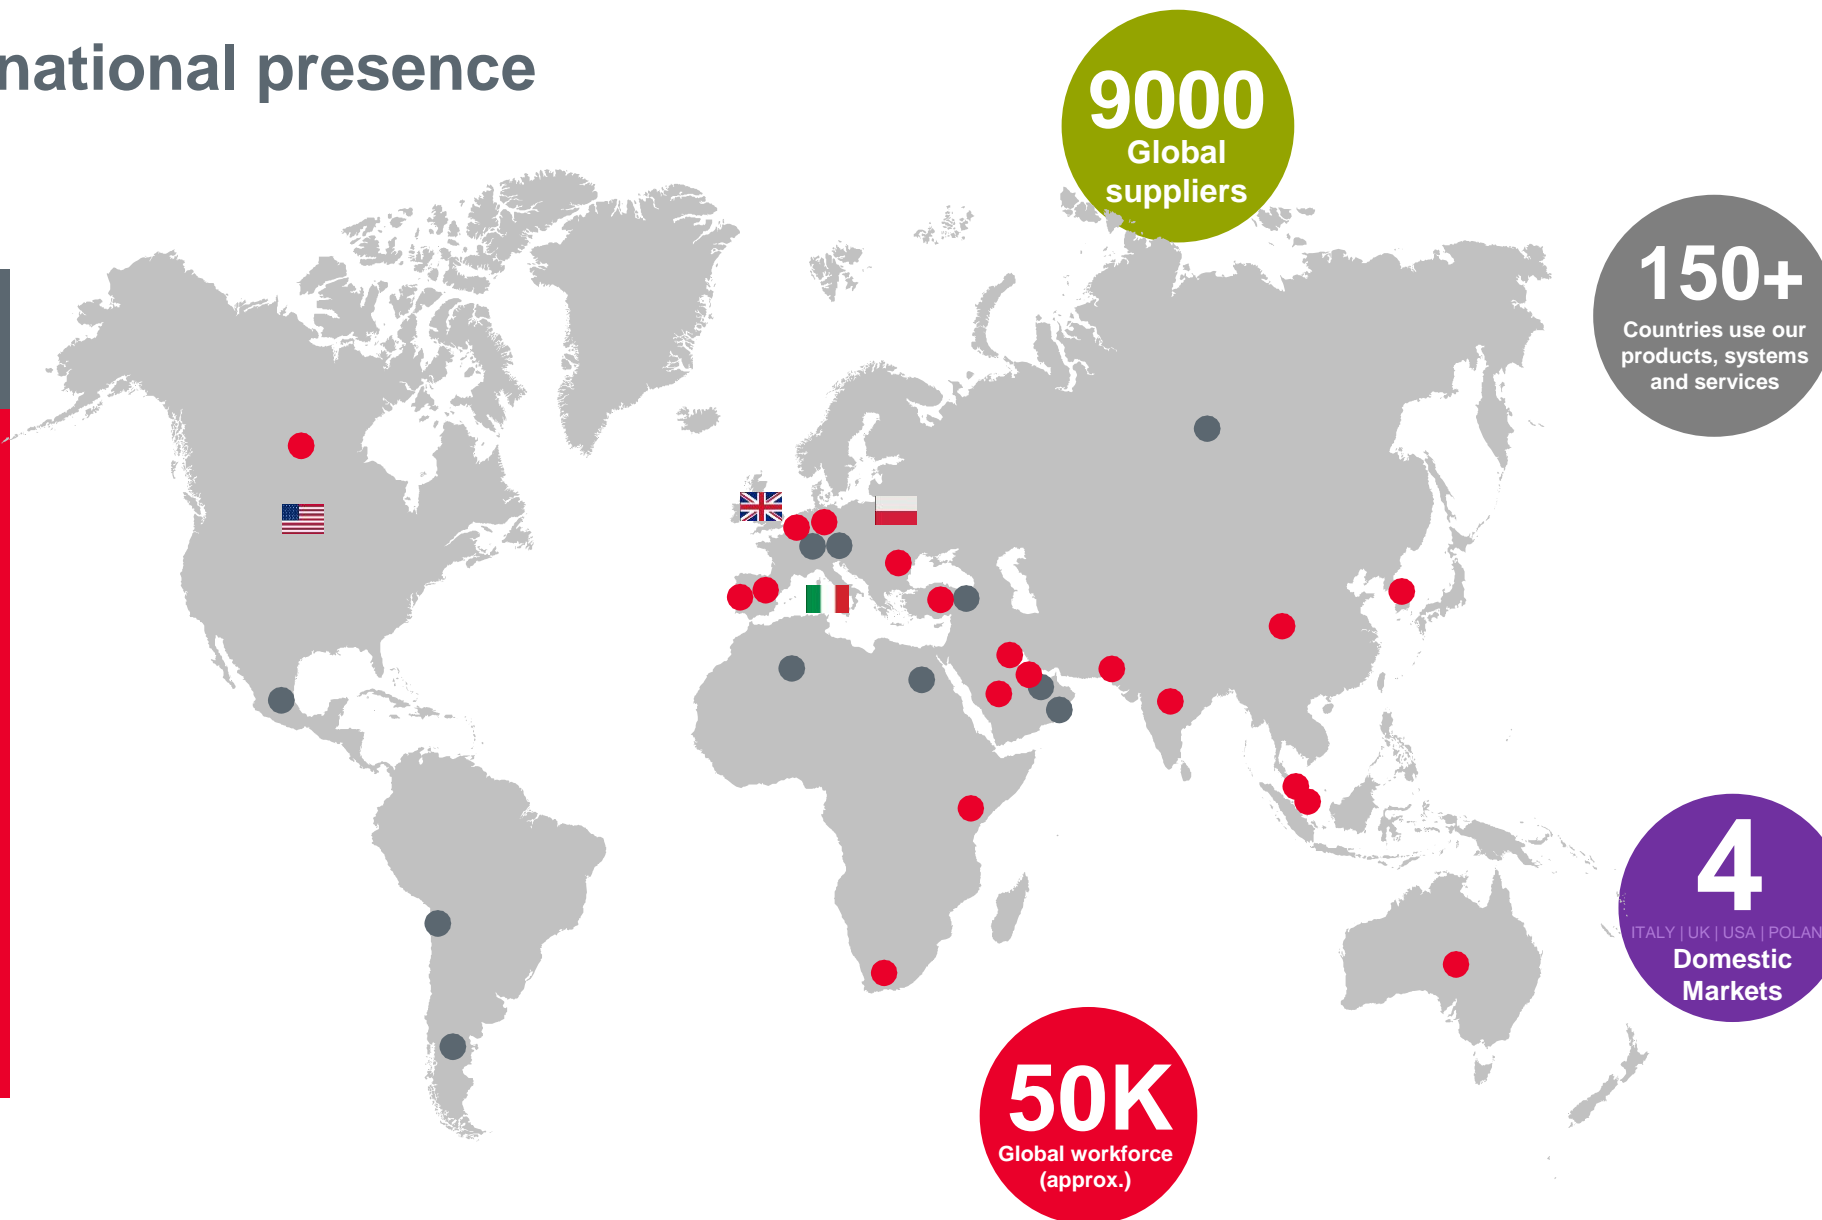 national presence
9000
Global
suppliers
150+
Countries use our
products, systems
and services
4
ITALY | UK | USA | POLAN
Domestic
Markets
50K
Global workforce
(approx.)